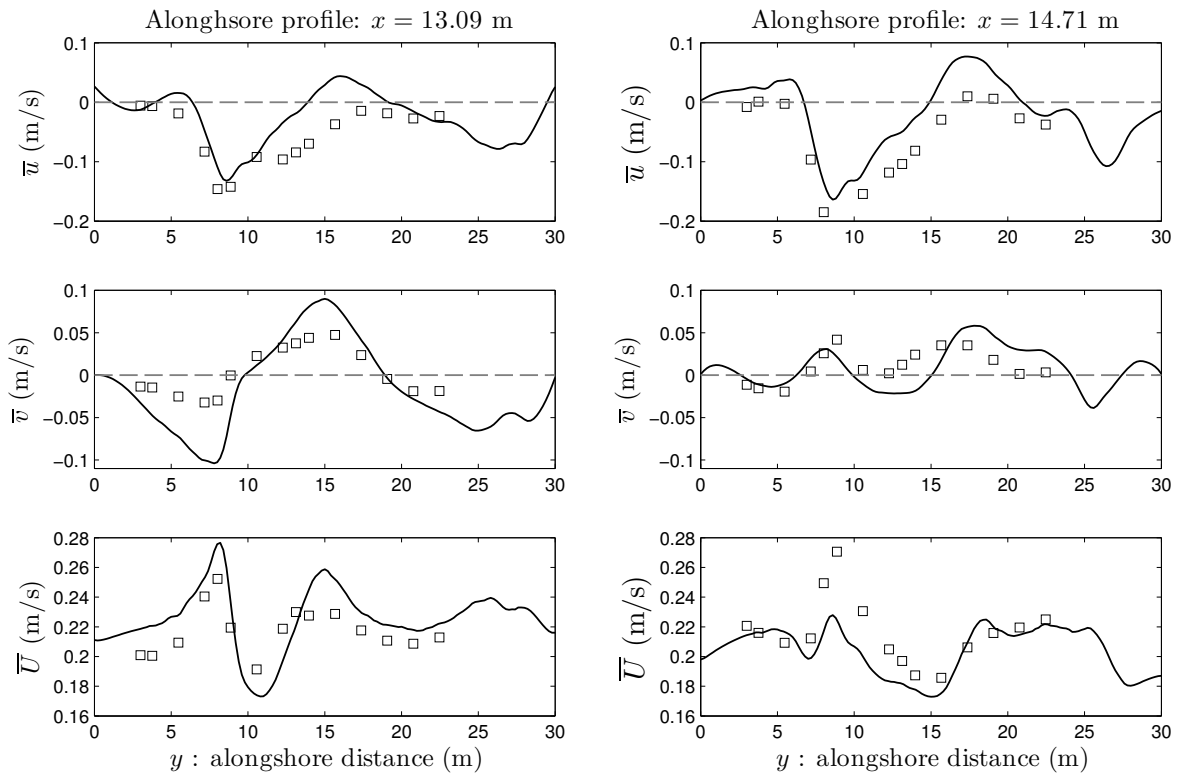 Alonghsore profile: x = 13.09 m
0.1
0
−0.1
−0.2
u̅ (m/s)
0 5 10 15 20 25 30
0.1
0.05
0
−0.05
−0.1
v̅ (m/s)
0 5 10 15 20 25 30
0.28
0.26
0.24
0.22
0.2
0.18
0.16
U̅ (m/s)
0 5 10 15 20 25 30
y : alongshore distance (m)
Alonghsore profile: x = 14.71 m
0.1
0
−0.1
−0.2
u̅ (m/s)
0 5 10 15 20 25 30
0.1
0.05
0
−0.05
−0.1
v̅ (m/s)
0 5 10 15 20 25 30
0.28
0.26
0.24
0.22
0.2
0.18
0.16
U̅ (m/s)
0 5 10 15 20 25 30
y : alongshore distance (m)